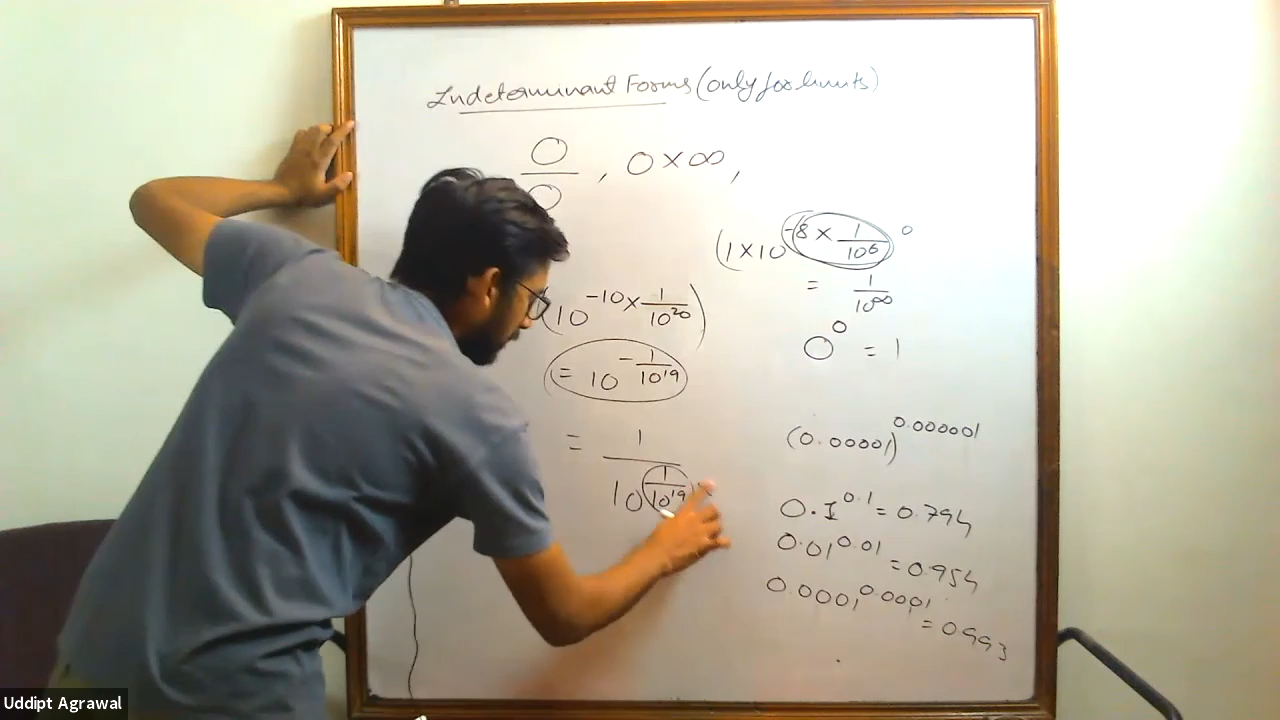 Indeterminant Forms (only for limits)
0/0 , 0 × ∞ ,
(10^(-10 × 1/10^20))
(= 10^(-1/10^19))
= 1/10^(1/10^19)
(1×10^(-8 × 1/10^6) 0
= 1/10^∞
0^0 = 1
(0.00001)^0.000001
0.1^0.1 = 0.794
0.01^0.01
= 0.954
0.0001^0.0001
= 0.993
Uddipt Agrawal